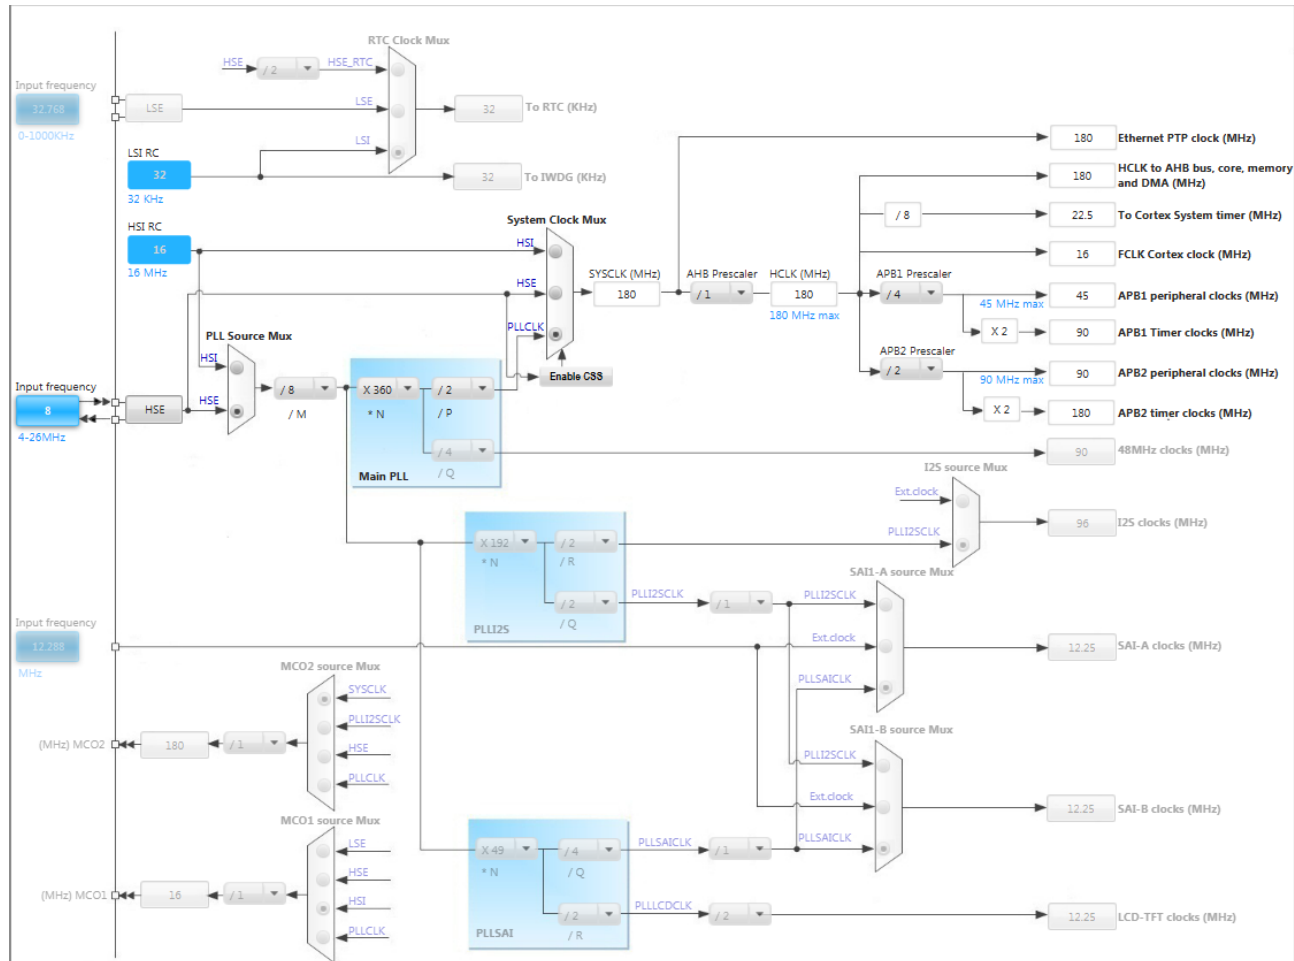 RTC Clock Mux
HSE
/ 2
HSE_RTC
Input frequency
32.768
0-1000KHz
LSE
LSE
32
To RTC (KHz)
LSI
LSI RC
32
32 KHz
32
To IWDG (KHz)
180
Ethernet PTP clock (MHz)
180
HCLK to AHB bus, core, memory
and DMA (MHz)
/ 8
22.5
To Cortex System timer (MHz)
System Clock Mux
HSI RC
16
16 MHz
HSI
16
FCLK Cortex clock (MHz)
SYSCLK (MHz)
AHB Prescaler
HCLK (MHz)
APB1 Prescaler
HSE
180
/ 1
180
180 MHz max
/ 4
45 MHz max
45
APB1 peripheral clocks (MHz)
PLLCLK
X 2
90
APB1 Timer clocks (MHz)
PLL Source Mux
HSI
APB2 Prescaler
/ 2
90 MHz max
90
APB2 peripheral clocks (MHz)
Enable CSS
Input frequency
8
4-26MHz
HSE
HSE
/ 8
/ M
X 360
* N
/ 2
/ P
X 2
180
APB2 timer clocks (MHz)
/ 4
/ Q
Main PLL
90
48MHz clocks (MHz)
I2S source Mux
Ext.clock
PLLI2SCLK
96
I2S clocks (MHz)
X 192
* N
/ 2
/ R
SAI1-A source Mux
/ 2
/ Q
PLLI2S
PLLI2SCLK
/ 1
PLLI2SCLK
Input frequency
12.288
MHz
Ext.clock
12.25
SAI-A clocks (MHz)
PLLSAICLK
MCO2 source Mux
SYSCLK
PLLI2SCLK
HSE
PLLCLK
(MHz) MCO2
180
/ 1
SAI1-B source Mux
PLLI2SCLK
Ext.clock
12.25
SAI-B clocks (MHz)
PLLSAICLK
MCO1 source Mux
LSE
HSE
HSI
PLLCLK
(MHz) MCO1
16
/ 1
X 49
* N
/ 4
/ Q
PLLSAICLK
/ 1
/ 2
/ R
PLLSAI
PLLLCDCLK
/ 2
12.25
LCD-TFT clocks (MHz)